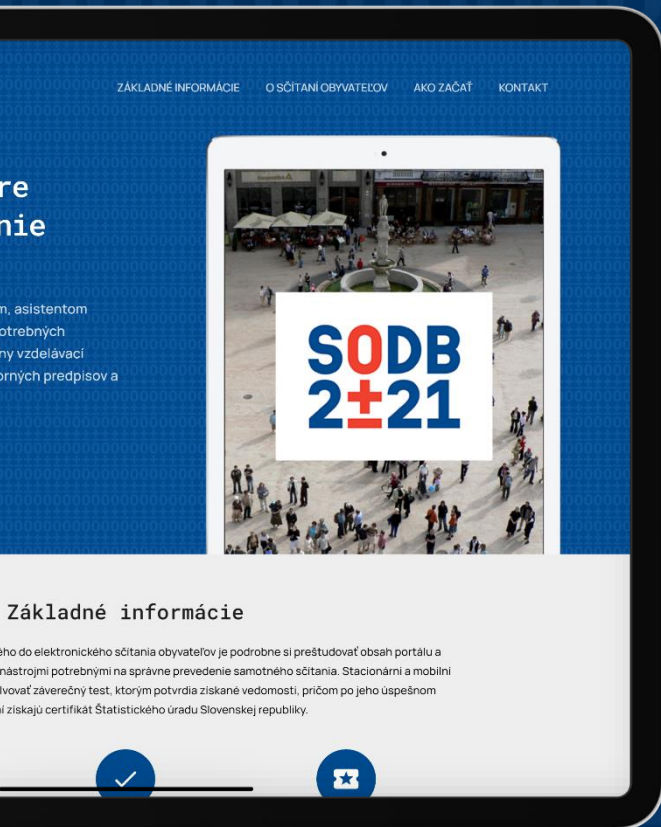 ZÁKLADNÉ INFORMÁCIE O SČÍTANÍ OBYVATEĽOV AKO ZAČAŤ KONTAKT
re
nie
m, asistentom
otrebných
ny vzdelávací
orných predpisov a
SODB
2±21
Základné informácie
ého do elektronického sčítania obyvateľov je podrobne si preštudovať obsah portálu a
nástrojmi potrebnými na správne prevedenie samotného sčítania. Stacionárni a mobilní
lvovať záverečný test, ktorým potvrdia získané vedomosti, pričom po jeho úspešnom
í získajú certifikát Štatistického úradu Slovenskej republiky.